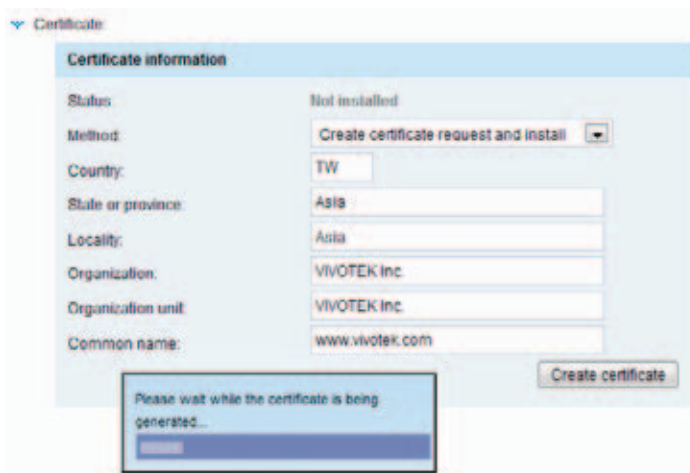 Certificate:
Certificate information
Status: Not installed
Method: Create certificate request and install
Country: TW
State or province: Asia
Locality: Asia
Organization: VIVOTEK Inc.
Organization unit: VIVOTEK Inc.
Common name: www.vivotek.com
Create certificate
Please wait while the certificate is being
generated...